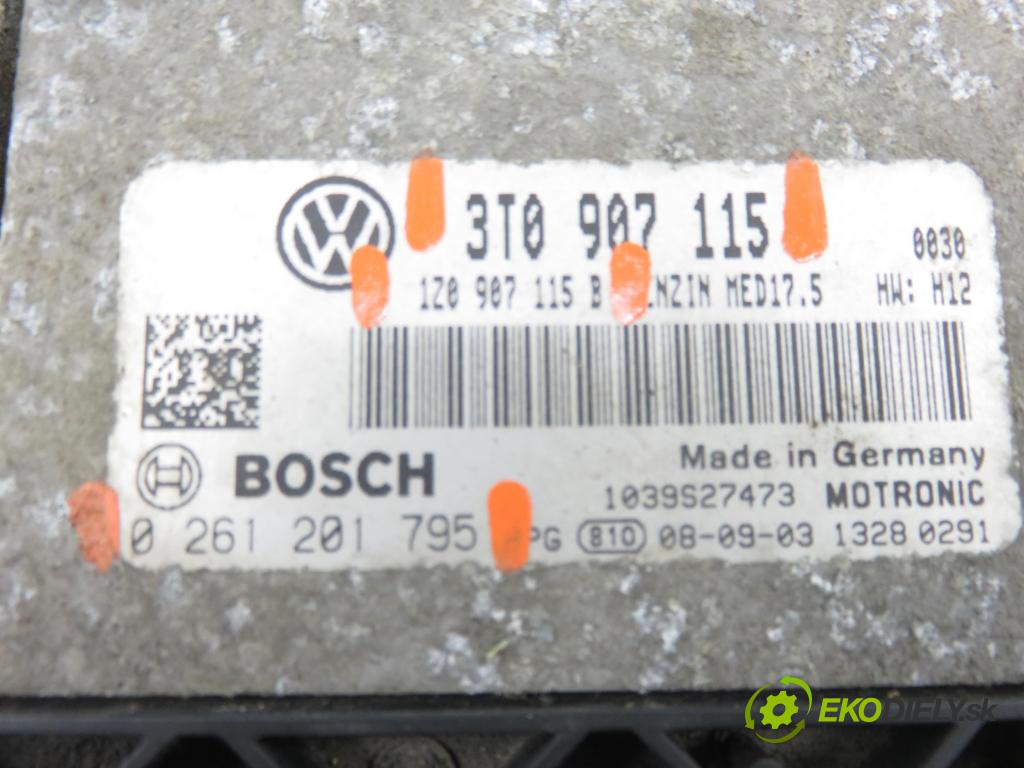 3T0 907 115
0030
1Z0 907 115 B MED17.5 HW: H12
BOSCH
Made in Germany
1039S27473 MOTRONIC
0 261 201 795 PG 810 08-09-03 1328 0291
EKODIELY.sk